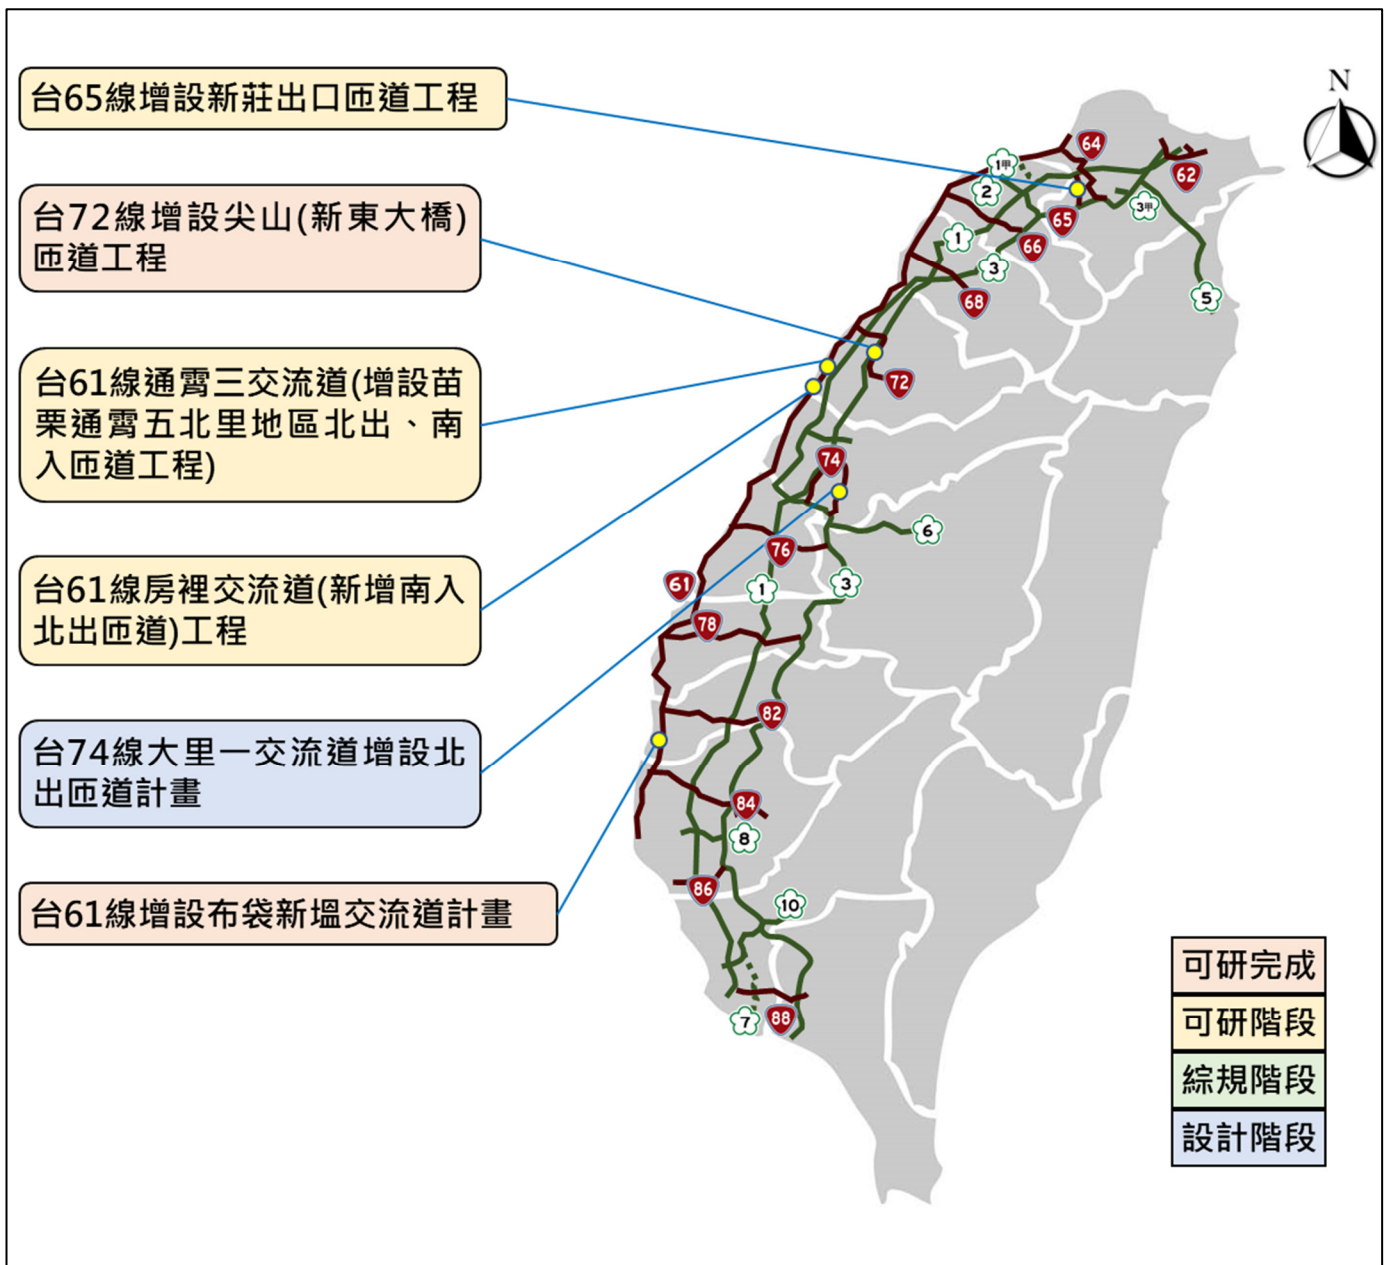 台65線增設新莊出口匝道工程
台72線增設尖山(新東大橋)
匝道工程
台61線通霄三交流道(增設苗
栗通霄五北里地區北出、南
入匝道工程)
台61線房裡交流道(新增南入
北出匝道)工程
台74線大里一交流道增設北
出匝道計畫
台61線增設布袋新塭交流道計畫
N
64
1甲
62
2
3甲
65
1
66
3
5
68
72
74
6
76
61
1
3
78
82
84
8
86
10
7
88
可研完成
可研階段
綜規階段
設計階段